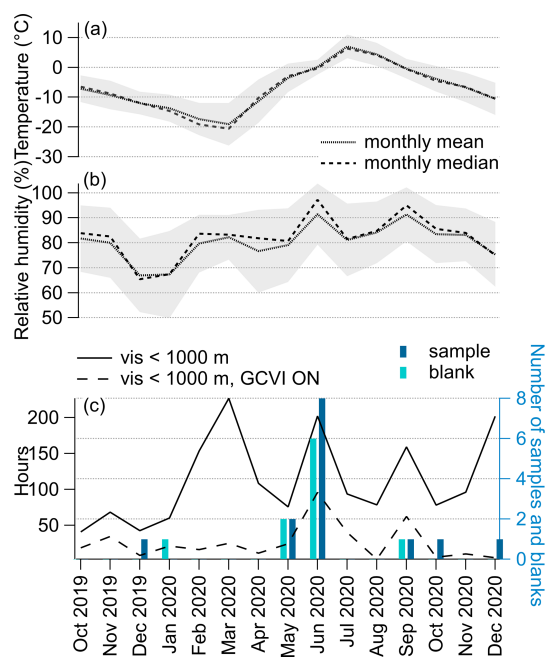 (a)
Temperature (°C)
10
0
-10
-20
-30
monthly mean
monthly median
(b)
Relative humidity (%)
100
90
80
70
60
50
vis < 1000 m
vis < 1000 m, GCVI ON
sample
blank
(c)
Hours
200
150
100
50
8
6
4
2
0
Number of samples and blanks
Oct 2019
Nov 2019
Dec 2019
Jan 2020
Feb 2020
Mar 2020
Apr 2020
May 2020
Jun 2020
Jul 2020
Aug 2020
Sep 2020
Oct 2020
Nov 2020
Dec 2020